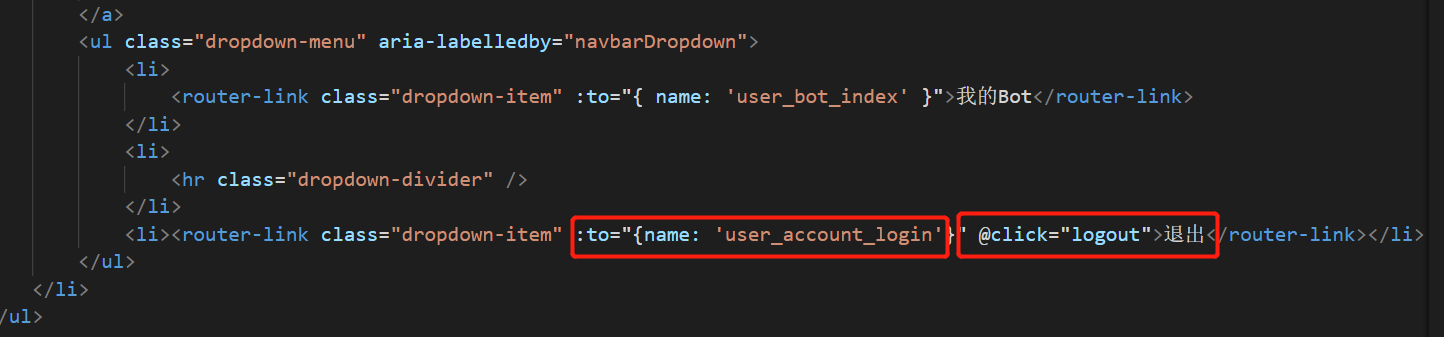 </a>
<ul class="dropdown-menu" aria-labelledby="navbarDropdown">
<li>
<router-link class="dropdown-item" :to="{ name: 'user_bot_index' }">我的Bot</router-link>
</li>
<li>
<hr class="dropdown-divider" />
</li>
<li><router-link class="dropdown-item" :to="{name: 'user_account_login'}" @click="logout">退出</router-link></li>
</ul>
</li>
/ul>